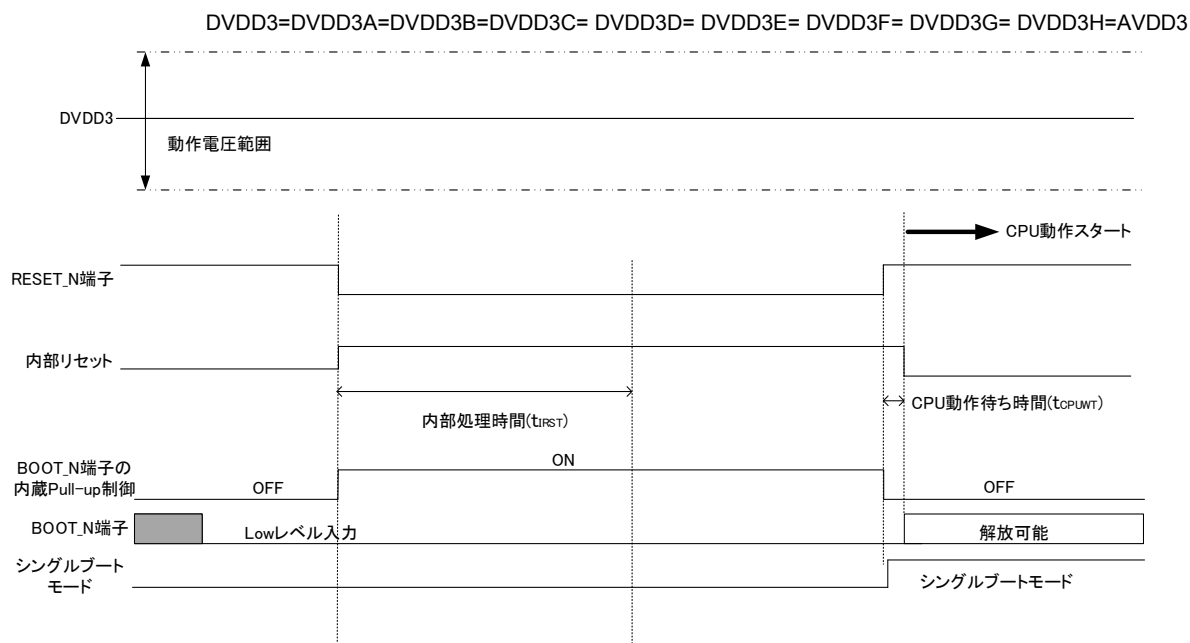 DVDD3=DVDD3A=DVDD3B=DVDD3C= DVDD3D= DVDD3E= DVDD3F= DVDD3G= DVDD3H=AVDD3
DVDD3
動作電圧範囲
CPU動作スタート
RESET_N端子
内部リセット
CPU動作待ち時間(tCPUWT)
内部処理時間(tIRST)
BOOT_N端子の
内蔵Pull-up制御
OFF
ON
OFF
BOOT_N端子
Lowレベル入力
解放可能
シングルブート
モード
シングルブートモード